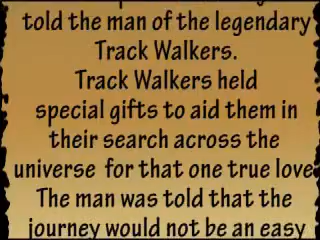 told the man of the legendary
Track Walkers.
Track Walkers held
special gifts to aid them in
their search across the
universe for that one true love
The man was told that the
journey would not be an easy